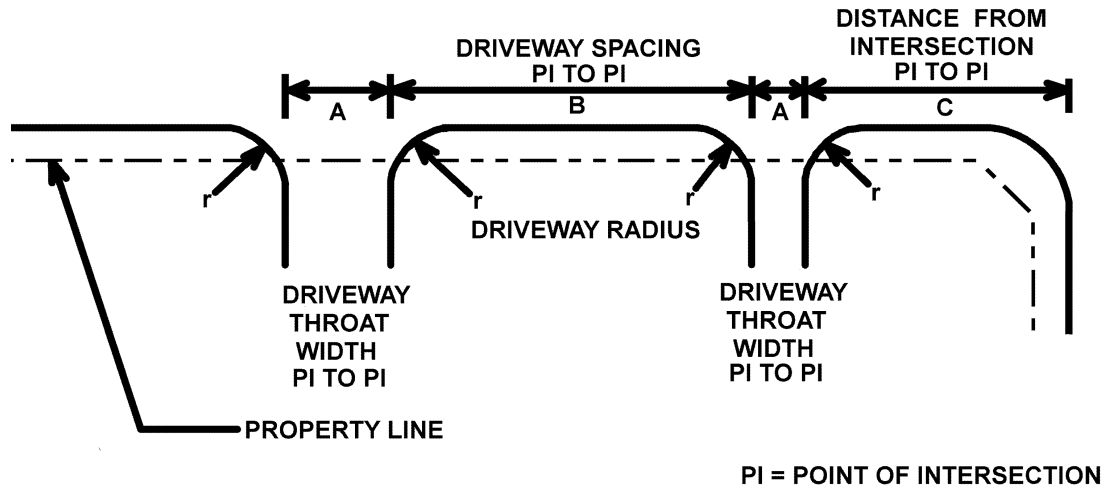 DISTANCE FROM
INTERSECTION
PI TO PI
DRIVEWAY SPACING
PI TO PI
A
B
A
C
r
r
r
r
DRIVEWAY RADIUS
DRIVEWAY
THROAT
WIDTH
PI TO PI
DRIVEWAY
THROAT
WIDTH
PI TO PI
PROPERTY LINE
PI = POINT OF INTERSECTION